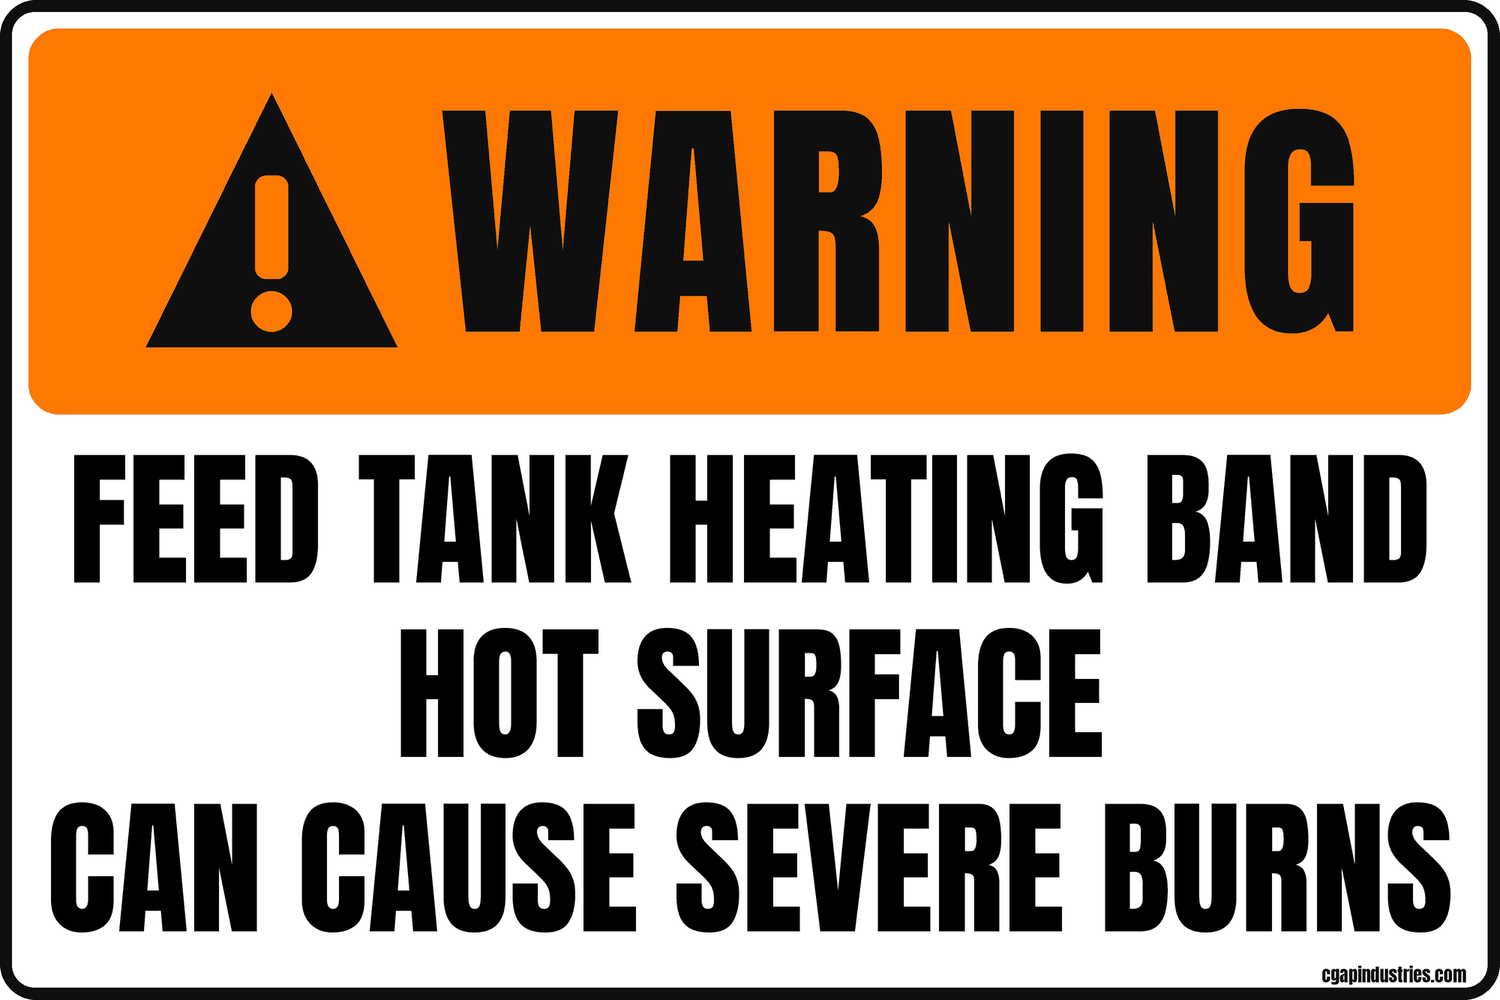 WARNING
FEED TANK HEATING BAND
HOT SURFACE
CAN CAUSE SEVERE BURNS
cgapindustries.com